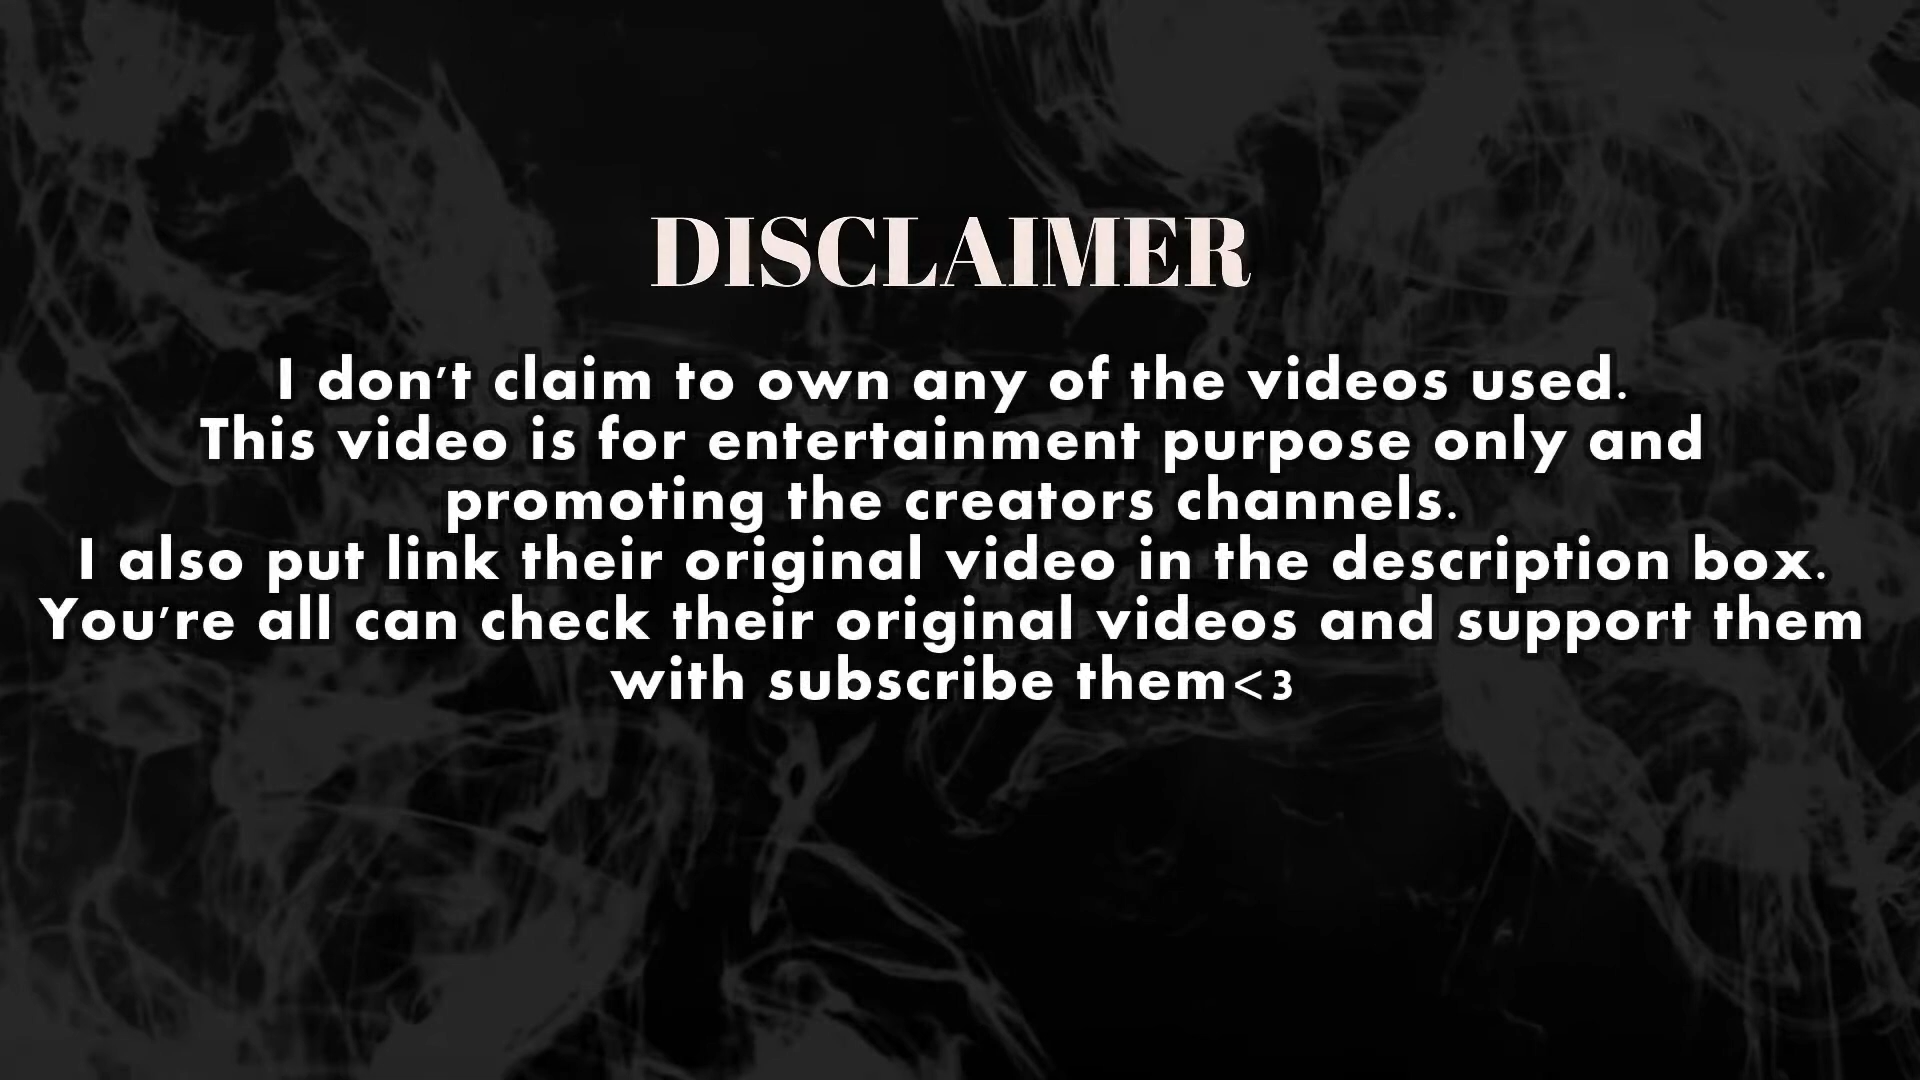 DISCLAIMER
I don't claim to own any of the videos used.
This video is for entertainment purpose only and
promoting the creators channels.
I also put link their original video in the description box.
You're all can check their original videos and support them
with subscribe them<3